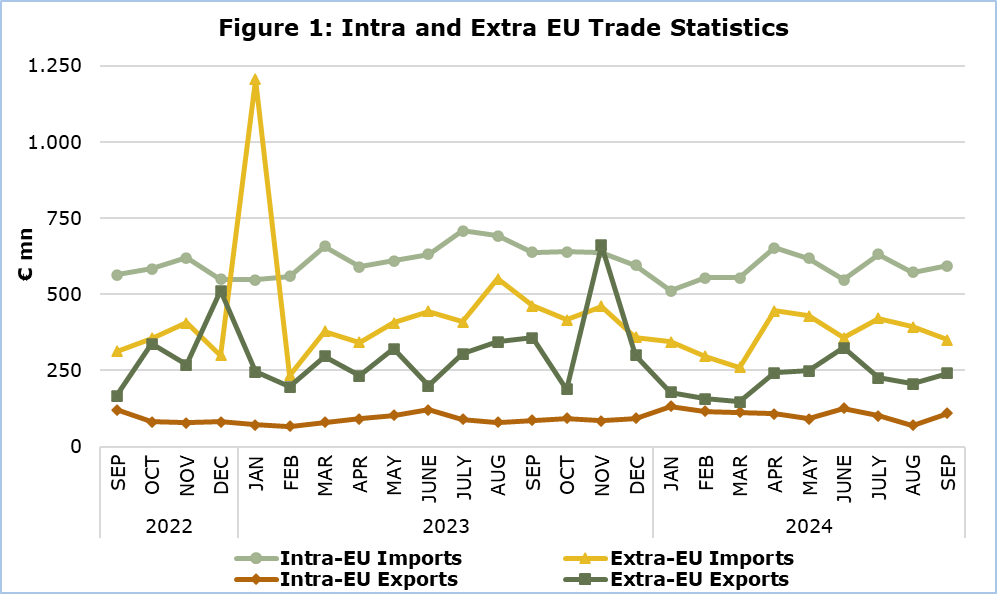 Figure 1: Intra and Extra EU Trade Statistics
€ mn
1.250
1.000
750
500
250
0
SEP OCT NOV DEC JAN FEB MAR APR MAY JUNE JULY AUG SEP OCT NOV DEC JAN FEB MAR APR MAY JUNE JULY AUG SEP
2022 2023 2024
Intra-EU Imports Extra-EU Imports
Intra-EU Exports Extra-EU Exports